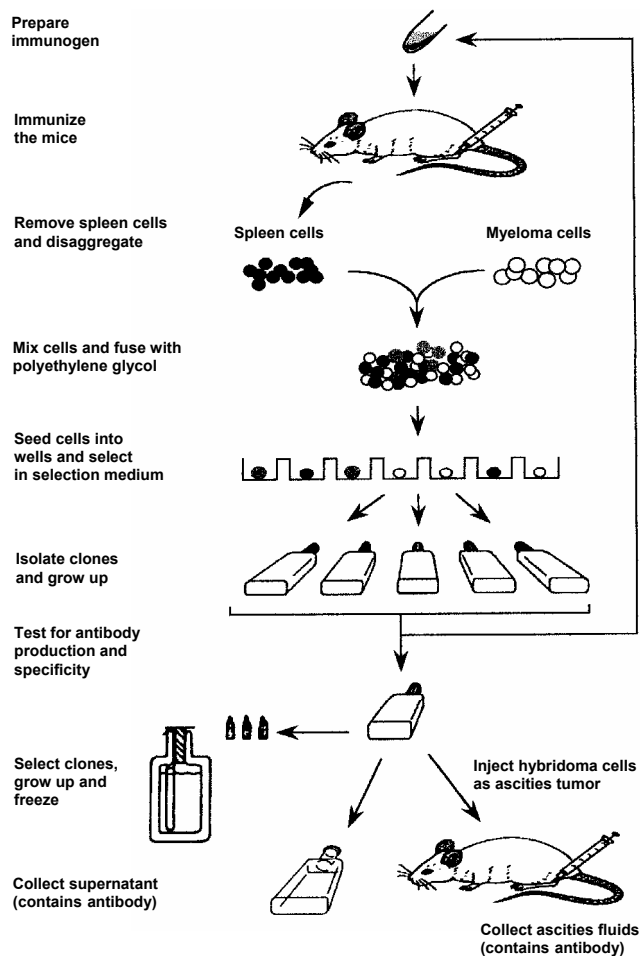 Prepare
immunogen
Immunize
the mice
Remove spleen cells
and disaggregate
Spleen cells
Myeloma cells
Mix cells and fuse with
polyethylene glycol
Seed cells into
wells and select
in selection medium
Isolate clones
and grow up
Test for antibody
production and
specificity
Select clones,
grow up and
freeze
Inject hybridoma cells
as ascities tumor
Collect supernatant
(contains antibody)
Collect ascities fluids
(contains antibody)